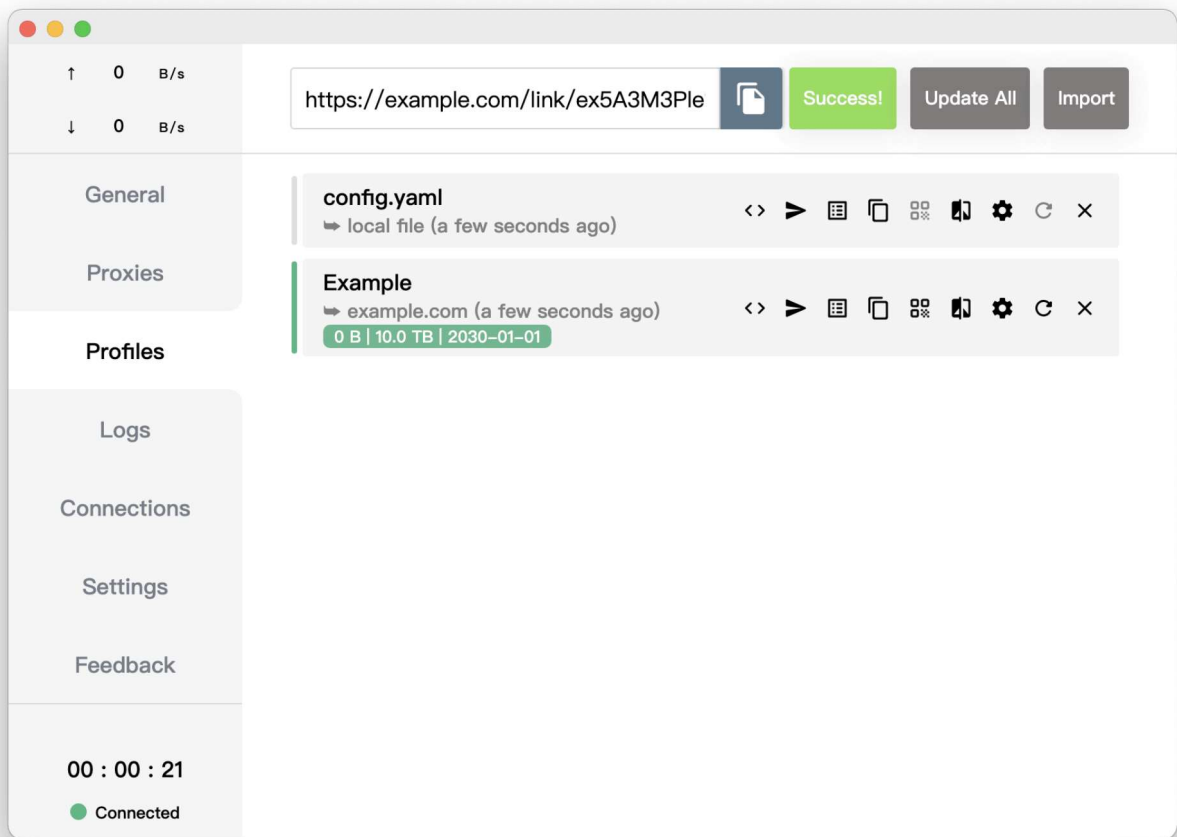 ↑ 0 B/s
↓ 0 B/s
https://example.com/link/ex5A3M3Ple
Success!
Update All
Import
General
Proxies
Profiles
Logs
Connections
Settings
Feedback
config.yaml
➥ local file (a few seconds ago)
Example
➥ example.com (a few seconds ago)
0 B | 10.0 TB | 2030-01-01
00 : 00 : 21
Connected